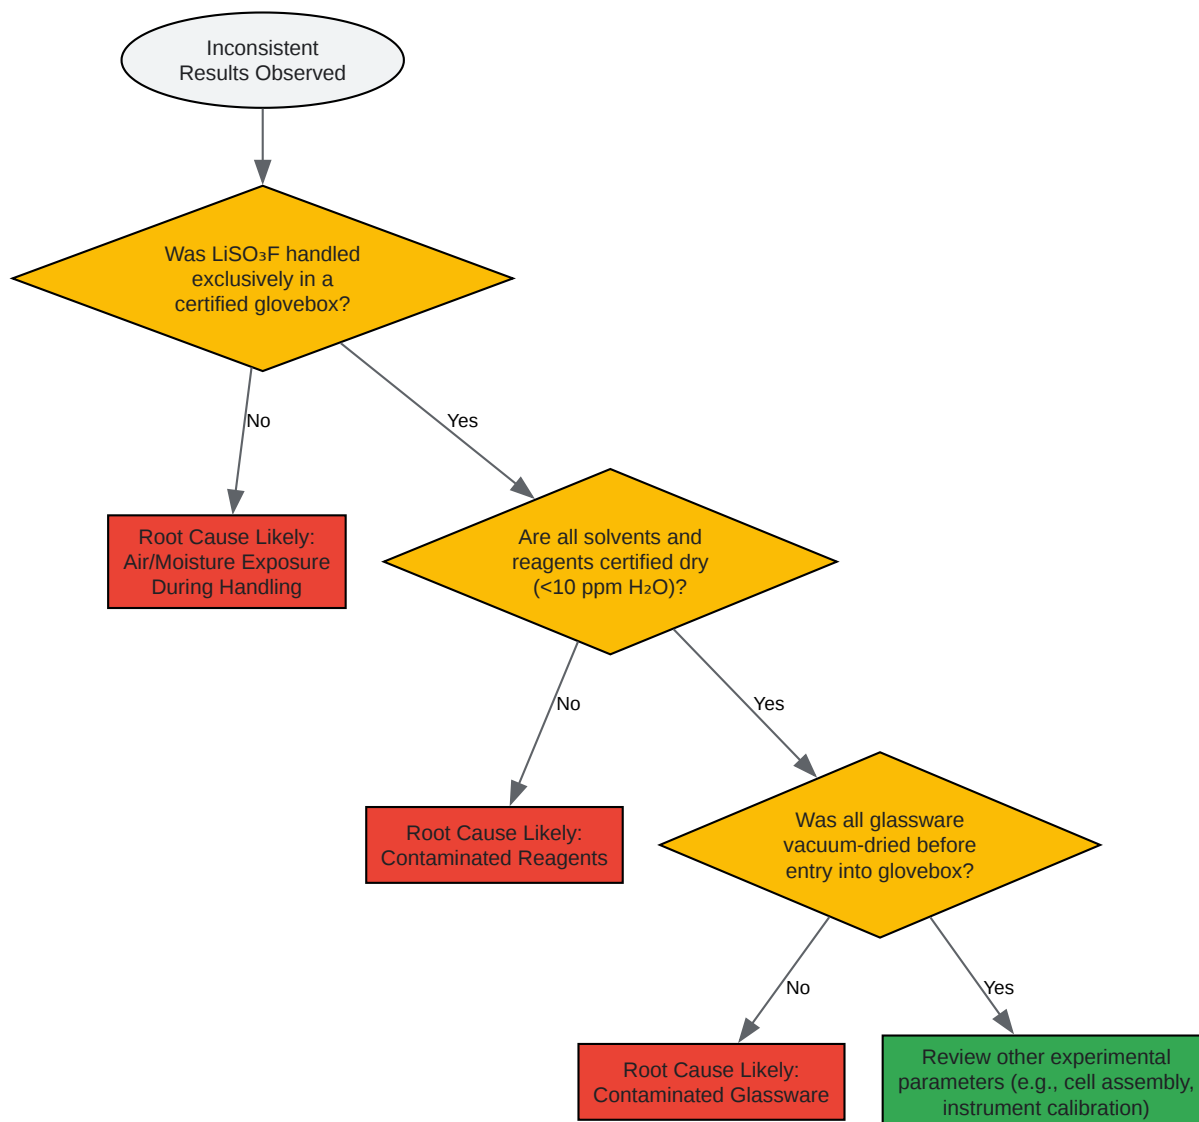 Inconsistent
Results Observed
Was LiSO₃F handled
exclusively in a
certified glovebox?
No
Yes
Root Cause Likely:
Air/Moisture Exposure
During Handling
Are all solvents and
reagents certified dry
(<10 ppm H₂O)?
No
Yes
Root Cause Likely:
Contaminated Reagents
Was all glassware
vacuum-dried before
entry into glovebox?
No
Yes
Root Cause Likely:
Contaminated Glassware
Review other experimental
parameters (e.g., cell assembly,
instrument calibration)